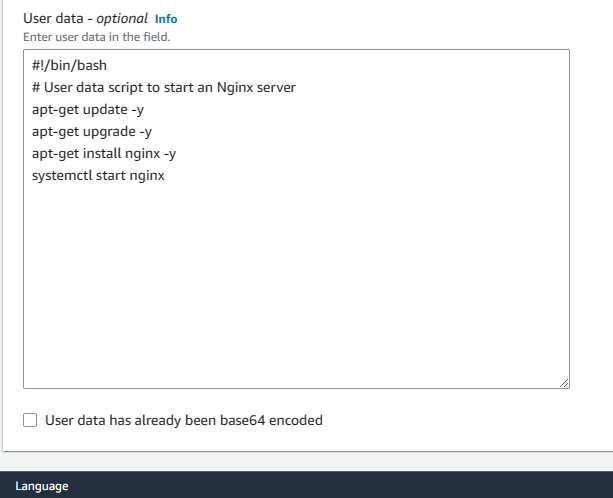 User data - optional Info
Enter user data in the field.
#!/bin/bash
# User data script to start an Nginx server
apt-get update -y
apt-get upgrade -y
apt-get install nginx -y
systemctl start nginx
User data has already been base64 encoded
Language